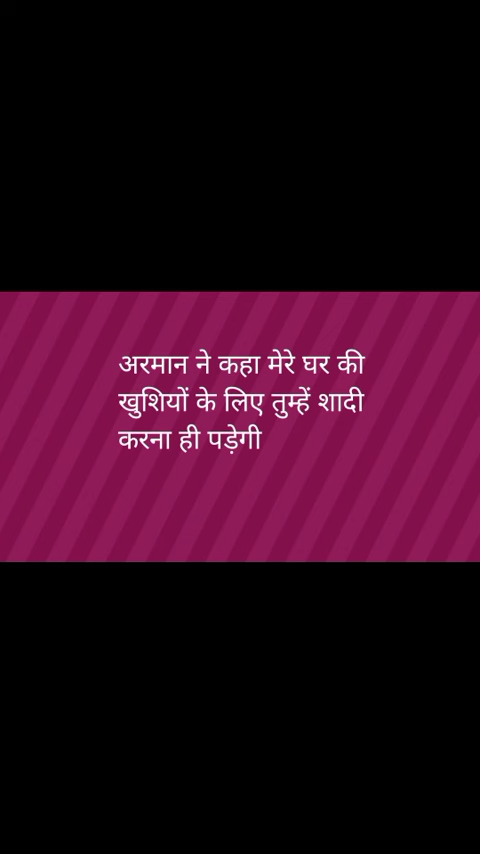 अरमान ने कहा मेरे घर की
खुशियों के लिए तुम्हें शादी
करना ही पड़ेगी